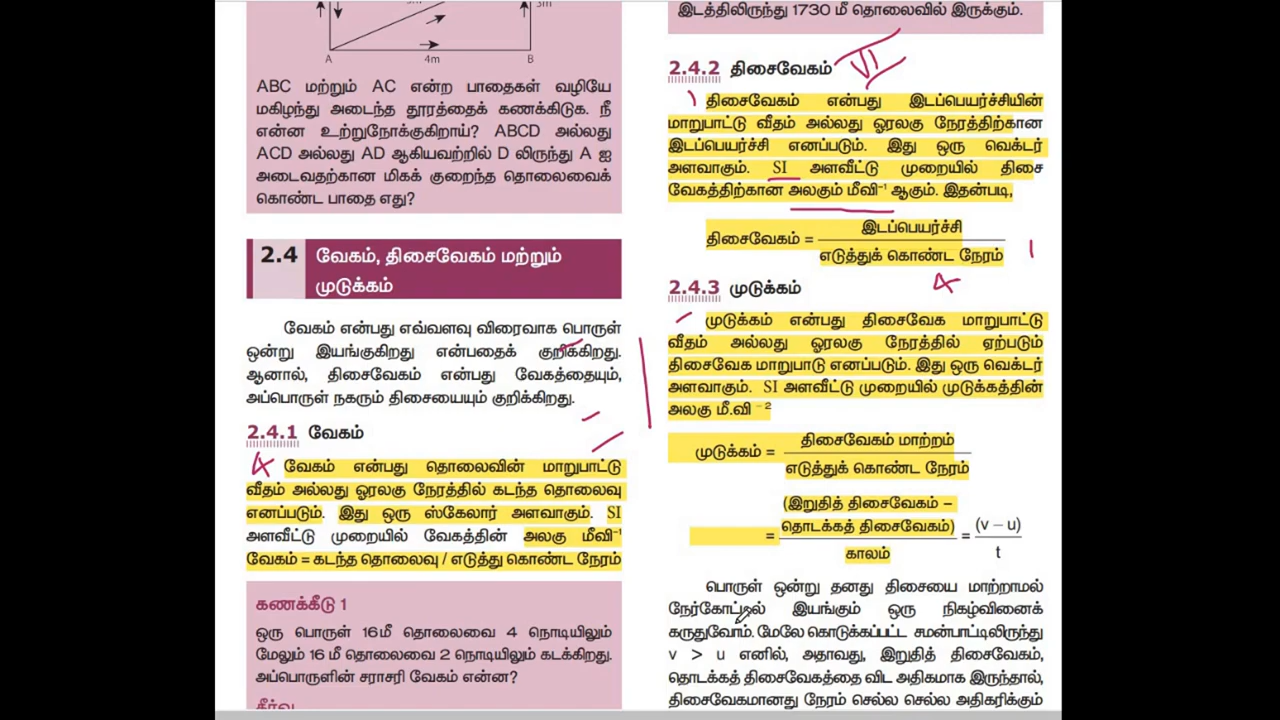 3m
A
4m
B
ABC மற்றும் AC என்ற பாதைகள் வழியே
மகிழ்ந்து அடைந்த தூரத்தைக் கணக்கிடுக. நீ
என்ன உற்றுநோக்குகிறாய்? ABCD அல்லது
ACD அல்லது AD ஆகியவற்றில் D லிருந்து A ஐ
அடைவதற்கான மிகக் குறைந்த தொலைவைக்
கொண்ட பாதை எது?
2.4 வேகம், திசைவேகம் மற்றும்
முடுக்கம்
வேகம் என்பது எவ்வளவு விரைவாக பொருள்
ஒன்று இயங்குகிறது என்பதைக் குறிக்கிறது.
ஆனால், திசைவேகம் என்பது வேகத்தையும்,
அப்பொருள் நகரும் திசையையும் குறிக்கிறது.
2.4.1 வேகம்
வேகம் என்பது தொலைவின் மாறுபாட்டு
வீதம் அல்லது ஓரலகு நேரத்தில் கடந்த தொலைவு
எனப்படும். இது ஒரு ஸ்கேலார் அளவாகும். SI
அளவீட்டு முறையில் வேகத்தின் அலகு மீவி⁻¹
வேகம் = கடந்த தொலைவு / எடுத்து கொண்ட நேரம்
கணக்கீடு 1
ஒரு பொருள் 16மீ தொலைவை 4 நொடியிலும்
மேலும் 16 மீ தொலைவை 2 நொடியிலும் கடக்கிறது.
அப்பொருளின் சராசரி வேகம் என்ன?
இடத்திலிருந்து 1730 மீ தொலைவில் இருக்கும்.
2.4.2 திசைவேகம் VI
திசைவேகம் என்பது இடப்பெயர்ச்சியின்
மாறுபாட்டு வீதம் அல்லது ஓரலகு நேரத்திற்கான
இடப்பெயர்ச்சி எனப்படும். இது ஒரு வெக்டர்
அளவாகும். SI அளவீட்டு முறையில் திசை
வேகத்திற்கான அலகும் மீவி⁻¹ ஆகும். இதன்படி,
திசைவேகம் = இடப்பெயர்ச்சி
எடுத்துக் கொண்ட நேரம்
2.4.3 முடுக்கம்
முடுக்கம் என்பது திசைவேக மாறுபாட்டு
வீதம் அல்லது ஓரலகு நேரத்தில் ஏற்படும்
திசைவேக மாறுபாடு எனப்படும். இது ஒரு வெக்டர்
அளவாகும். SI அளவீட்டு முறையில் முடுக்கத்தின்
அலகு மீ.வி ⁻²
முடுக்கம் = திசைவேகம் மாற்றம்
எடுத்துக் கொண்ட நேரம்
(இறுதித் திசைவேகம் –
= தொடக்கத் திசைவேகம்) = (v – u)
காலம் t
பொருள் ஒன்று தனது திசையை மாற்றாமல்
நேர்கோட்டில் இயங்கும் ஒரு நிகழ்வினைக்
கருதுவோம். மேலே கொடுக்கப்பட்ட சமன்பாட்டிலிருந்து
v > u எனில், அதாவது, இறுதித் திசைவேகம்,
தொடக்கத் திசைவேகத்தை விட அதிகமாக இருந்தால்,
திசைவேகமானது நேரம் செல்ல செல்ல அதிகரிக்கும்